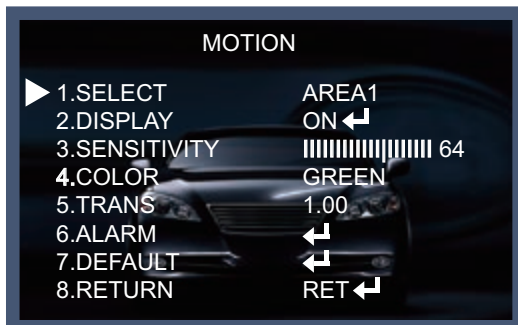 MOTION
1.SELECT AREA1
2.DISPLAY ON
3.SENSITIVITY 64
4.COLOR GREEN
5.TRANS 1.00
6.ALARM
7.DEFAULT
8.RETURN RET